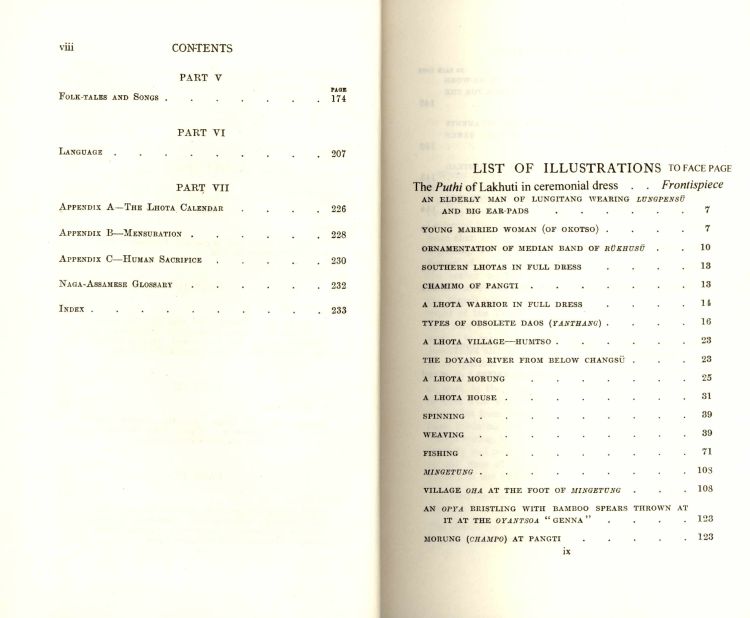 viii CONTENTS
PART V
PAGE
Folk-tales and Songs . . . . . . . 174
PART VI
Language . . . . . . . . 207
PART VII
Appendix A—The Lhota Calendar . . . . 226
Appendix B—Mensuration . . . . . . 228
Appendix C—Human Sacrifice . . . . . 230
Naga-Assamese Glossary . . . . . . 232
Index . . . . . . . . . . 233
LIST OF ILLUSTRATIONS TO FACE PAGE
The Puthi of Lakhuti in ceremonial dress . . Frontispiece
AN ELDERLY MAN OF LUNGITANG WEARING LUNGPENSÜ
AND BIG EAR-PADS . . . . . . 7
YOUNG MARRIED WOMAN (OF OKOTSO) . . . . 7
ORNAMENTATION OF MEDIAN BAND OF RÜKHUSÜ . . 10
SOUTHERN LHOTAS IN FULL DRESS . . . . 13
CHAMIMO OF PANGTI . . . . . . . 13
A LHOTA WARRIOR IN FULL DRESS . . . . 14
TYPES OF OBSOLETE DAOS (YANTHANG) . . . . 16
A LHOTA VILLAGE—HUMTSO . . . . . . 23
THE DOYANG RIVER FROM BELOW CHANGSÜ . . . 23
A LHOTA MORUNG . . . . . . 25
A LHOTA HOUSE . . . . . . . . 31
SPINNING . . . . . . . . . 39
WEAVING . . . . . . . . . 39
FISHING . . . . . . . . . 71
MINGETUNG . . . . . . . . . 108
VILLAGE OHA AT THE FOOT OF MINGETUNG . . . 108
AN OPYA BRISTLING WITH BAMBOO SPEARS THROWN AT
IT AT THE OYANTSOA "GENNA" . . . . 123
MORUNG (CHAMPO) AT PANGTI . . . . . 123
ix